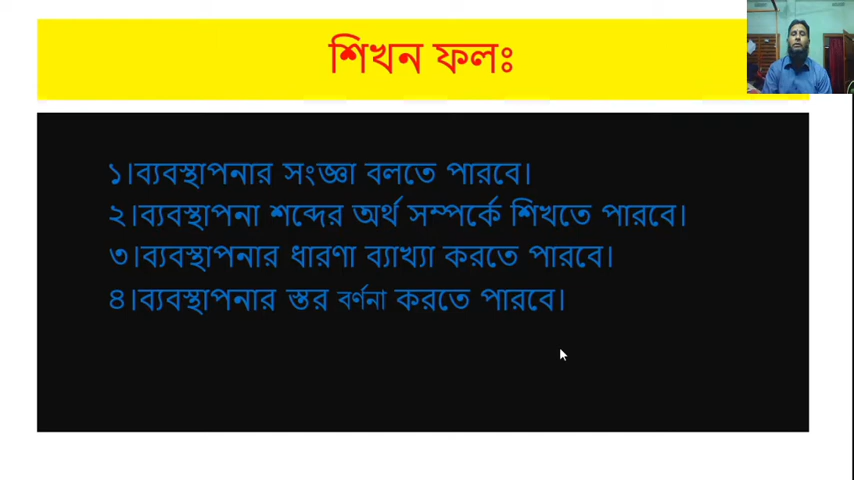 শিখন ফলঃ
১।ব্যবস্থাপনার সংজ্ঞা বলতে পারবে।
২।ব্যবস্থাপনা শব্দের অর্থ সম্পর্কে শিখতে পারবে।
৩।ব্যবস্থাপনার ধারণা ব্যাখ্যা করতে পারবে।
৪।ব্যবস্থাপনার স্তর বর্ণনা করতে পারবে।